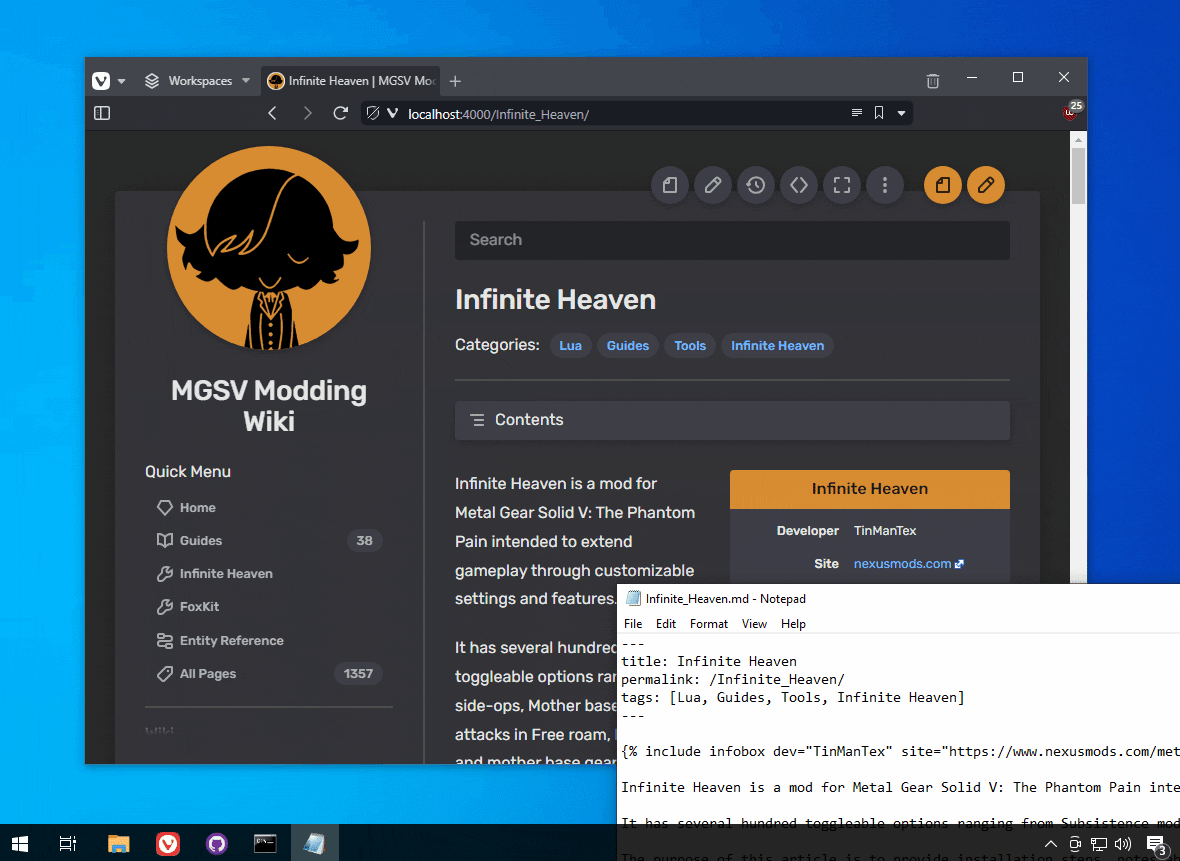 Workspaces
Infinite Heaven | MGSV Mod
localhost:4000/Infinite_Heaven/
25
Search
Infinite Heaven
Categories: Lua Guides Tools Infinite Heaven
Contents
MGSV Modding
Wiki
Quick Menu
Home
Guides 38
Infinite Heaven
FoxKit
Entity Reference
All Pages 1357
Wiki
Infinite Heaven is a mod for
Metal Gear Solid V: The Phantom
Pain intended to extend
gameplay through customizable
settings and features.
It has several hundred
toggleable options ran
side-ops, Mother base
attacks in Free roam,
and mother base gear
Infinite Heaven
Developer TinManTex
Site nexusmods.com
Infinite_Heaven.md - Notepad
File Edit Format View Help
---
title: Infinite Heaven
permalink: /Infinite_Heaven/
tags: [Lua, Guides, Tools, Infinite Heaven]
---
{% include infobox dev="TinManTex" site="https://www.nexusmods.com/met
Infinite Heaven is a mod for Metal Gear Solid V: The Phantom Pain inte
It has several hundred toggleable options ranging from Subsistence mod
The purpose of this article is to provide installation steps
3